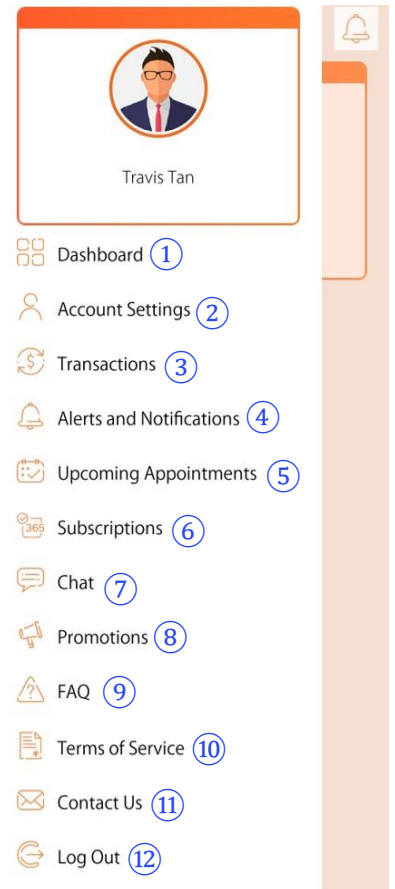 Travis Tan
Dashboard 1
Account Settings 2
$
Transactions 3
Alerts and Notifications 4
Upcoming Appointments 5
365
Subscriptions 6
Chat 7
Promotions 8
?
FAQ 9
Terms of Service 10
Contact Us 11
Log Out 12